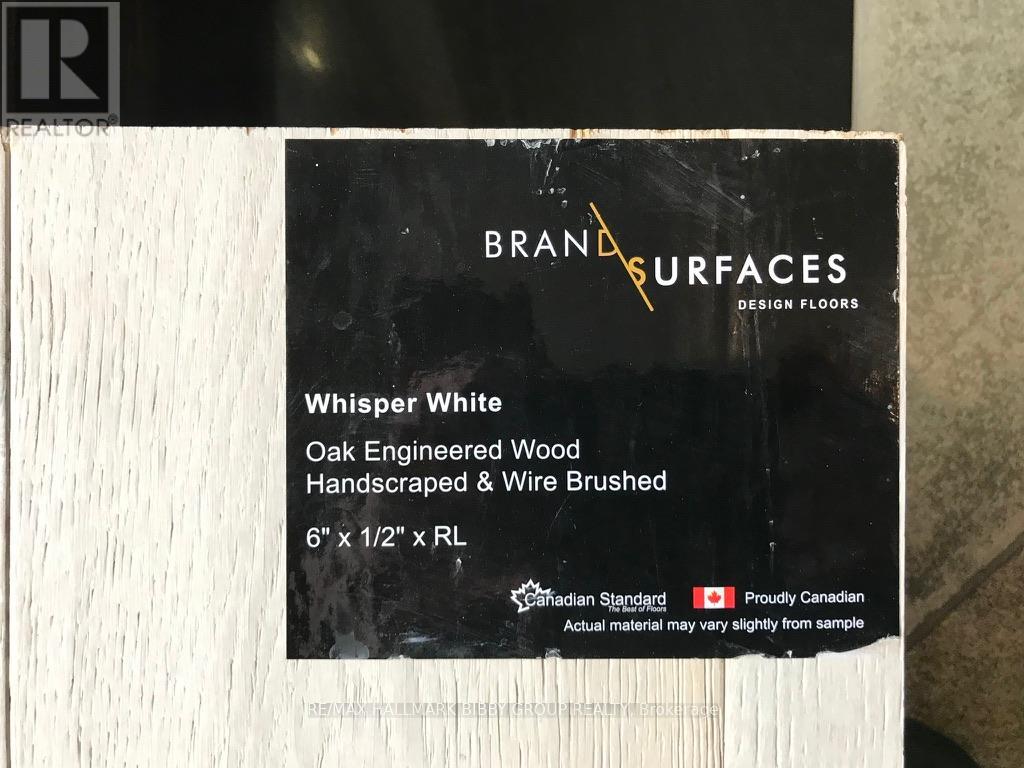 REALTOR®
BRAND
SURFACES
DESIGN FLOORS
Whisper White
Oak Engineered Wood
Handscraped & Wire Brushed
6" x 1/2" x RL
Canadian Standard
The Best of Floors
Proudly Canadian
Actual material may vary slightly from sample
RE/MAX HALLMARK BIBBY GROUP REALTY, Brokerage